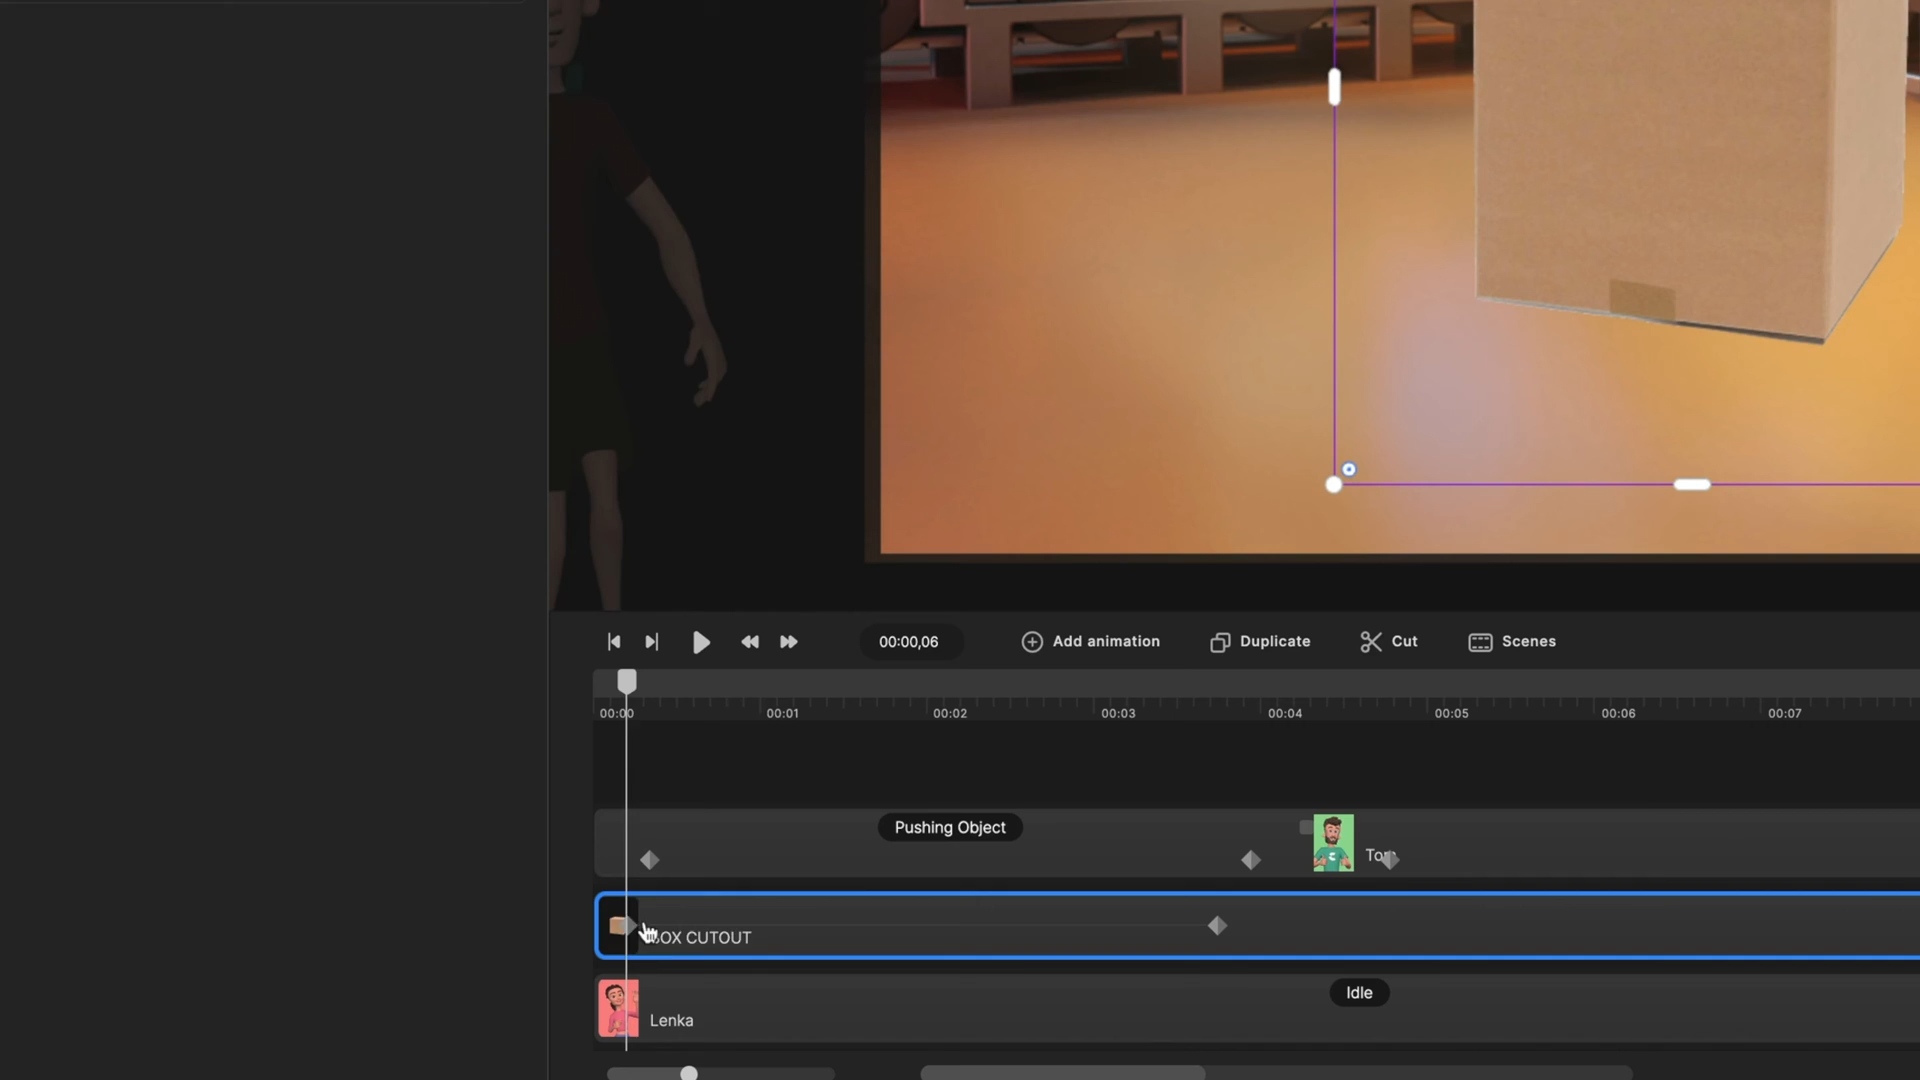 00:00,06
Add animation
Duplicate
Cut
Scenes
00:00
00:01
00:02
00:03
00:04
00:05
00:06
00:07
Pushing Object
OX CUTOUT
Idle
Lenka